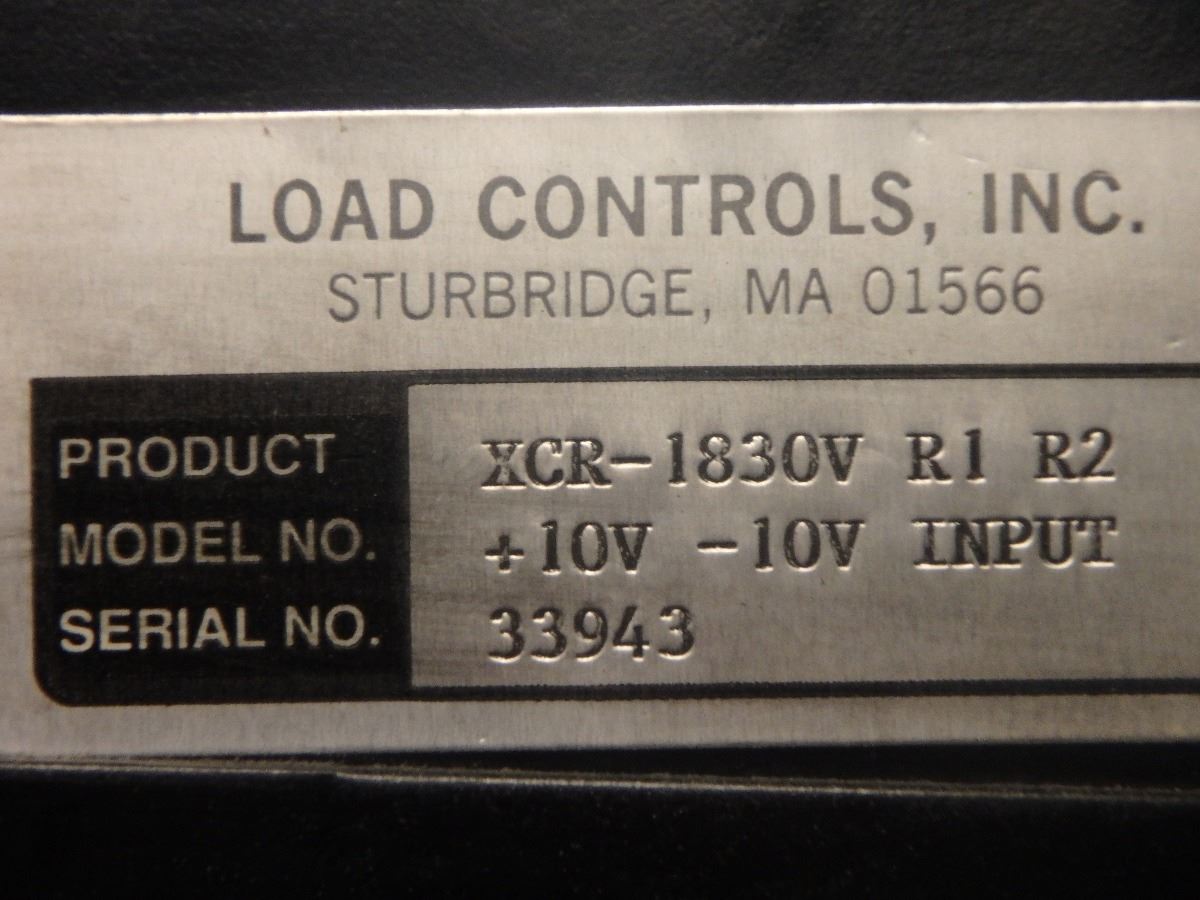 LOAD CONTROLS, INC.
STURBRIDGE, MA 01566
PRODUCT XCR-1830V R1 R2
MODEL NO. +10V -10V INPUT
SERIAL NO. 33943